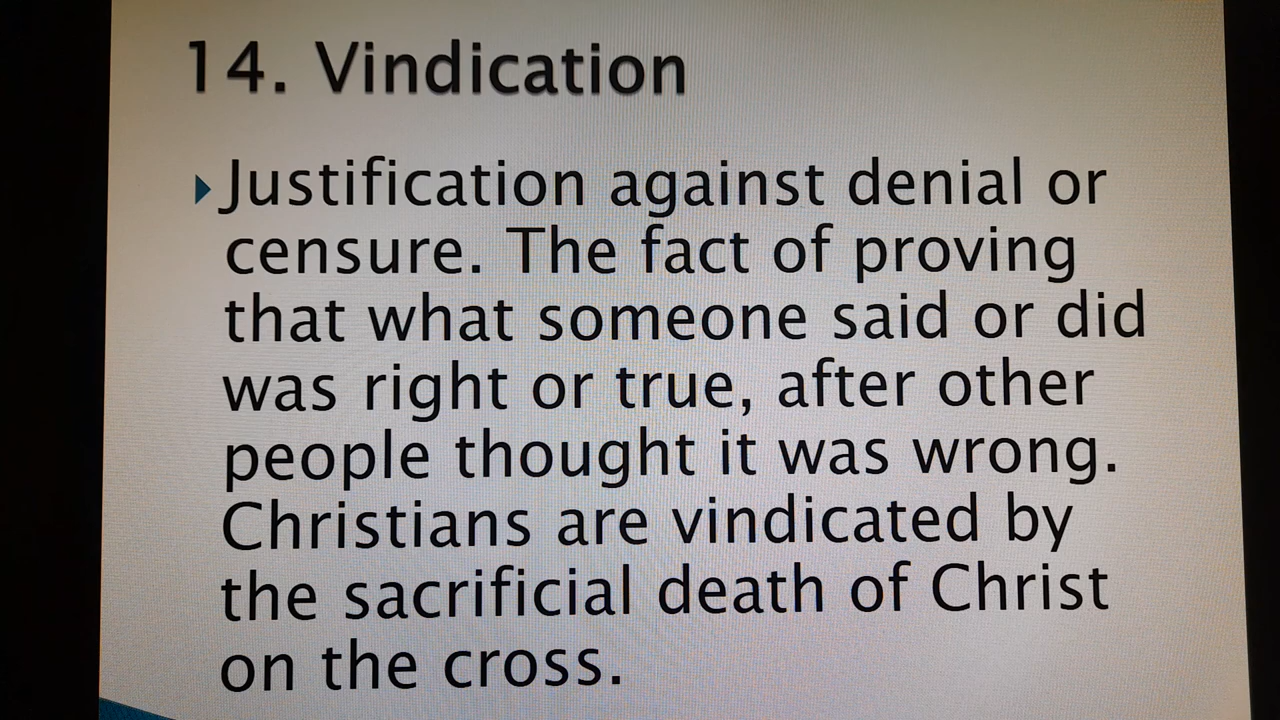 14. Vindication
Justification against denial or
censure. The fact of proving
that what someone said or did
was right or true, after other
people thought it was wrong.
Christians are vindicated by
the sacrificial death of Christ
on the cross.